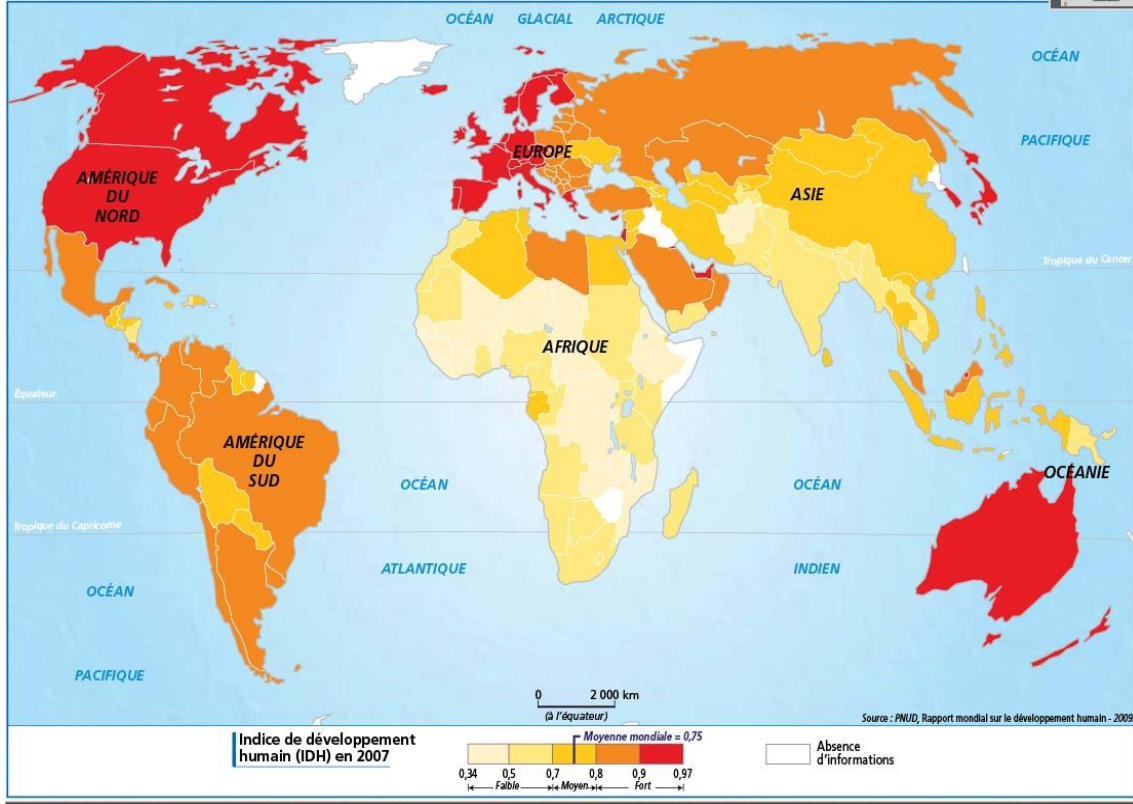 OCÉAN GLACIAL ARCTIQUE
OCÉAN
PACIFIQUE
EUROPE
AMÉRIQUE
DU
NORD
ASIE
Tropique du Cancer
AFRIQUE
Équateur
AMÉRIQUE
DU
SUD
OCÉANIE
OCÉAN
OCÉAN
Tropique du Capricorne
ATLANTIQUE
INDIEN
OCÉAN
PACIFIQUE
0 2 000 km
(à l'équateur)
Source : PNUD, Rapport mondial sur le développement humain - 2009.
Indice de développement
humain (IDH) en 2007
Moyenne mondiale = 0,75
0,34 0,5 0,7 0,8 0,9 0,97
Faible Moyen Fort
Absence
d'informations